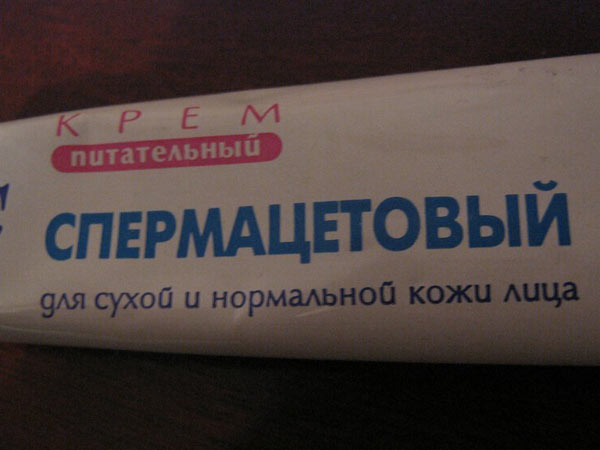 КРЕМ
питательный
СПЕРМАЦЕТОВЫЙ
для сухой и нормальной кожи лица